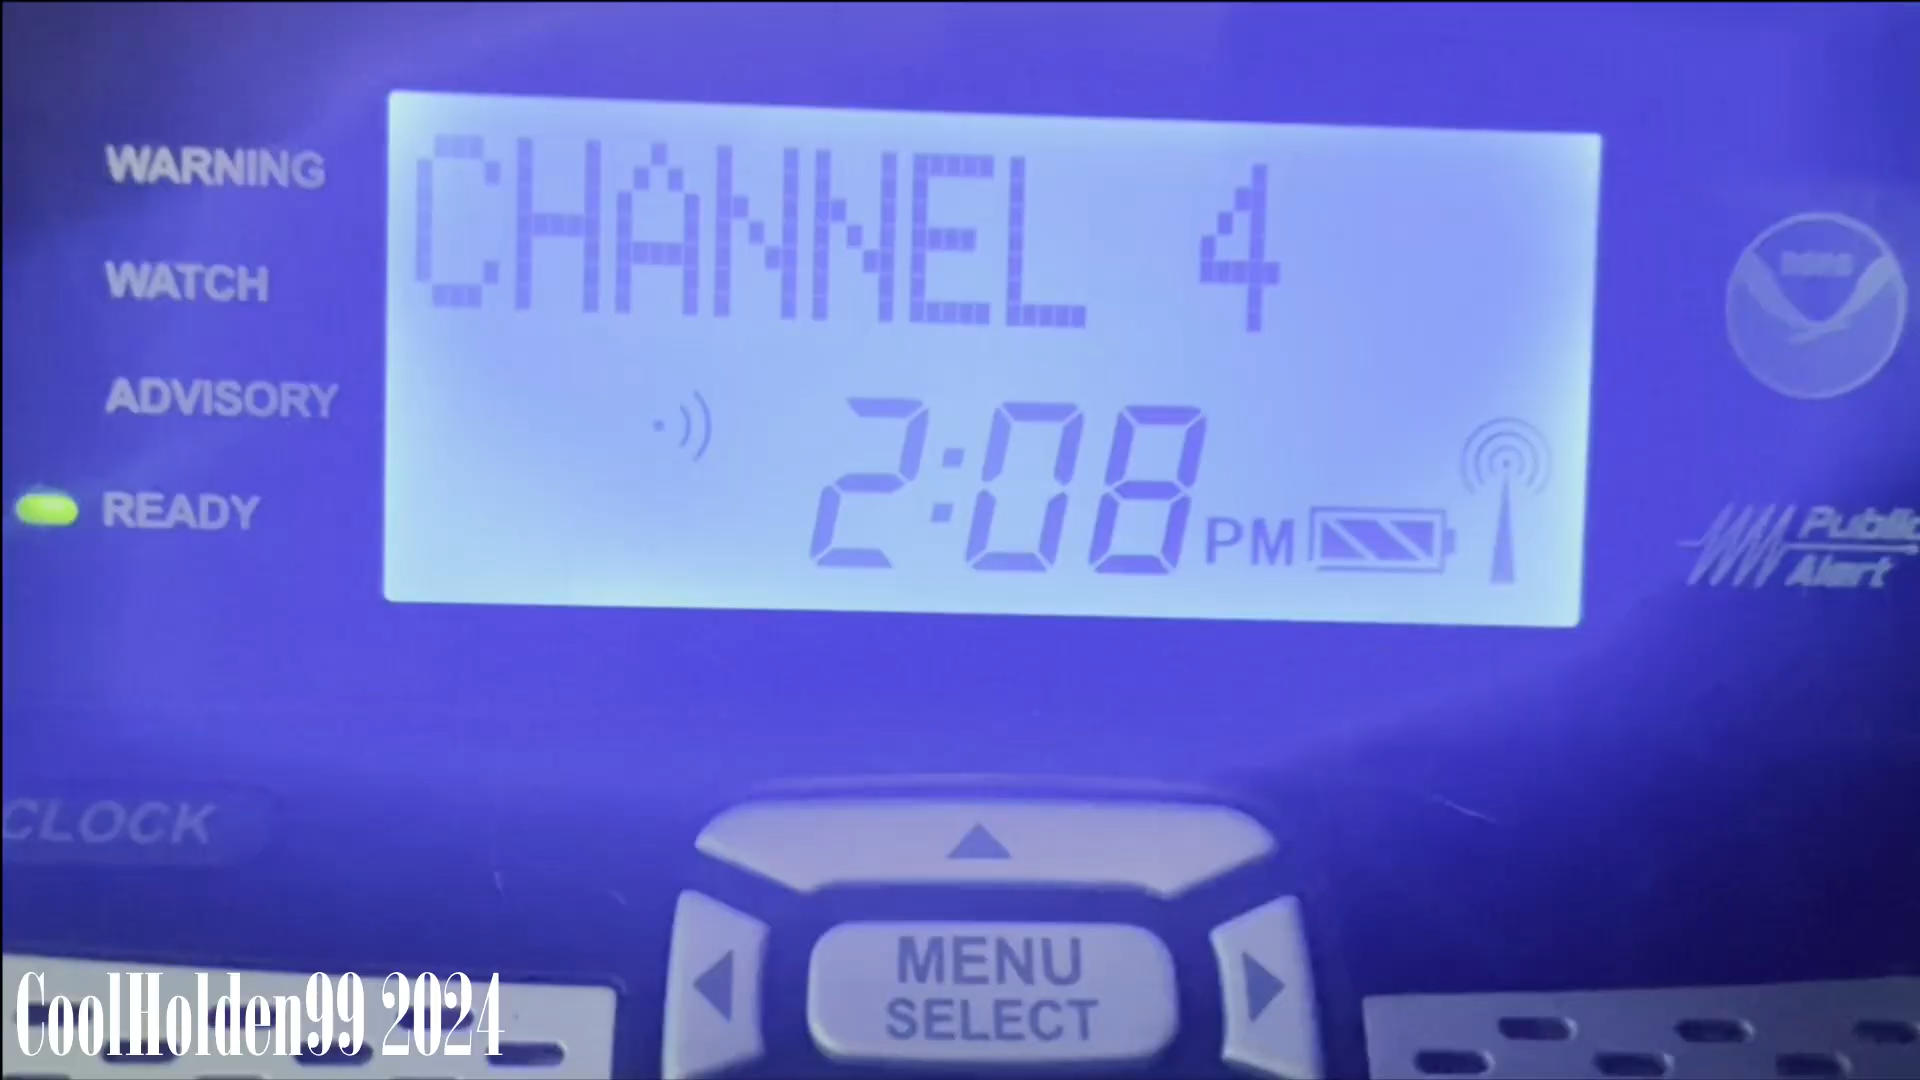 WARNING
CHANNEL 4
WATCH
ADVISORY
2:08 PM
READY
Public
Alert
CLOCK
MENU
SELECT
CoolHolden99 2024